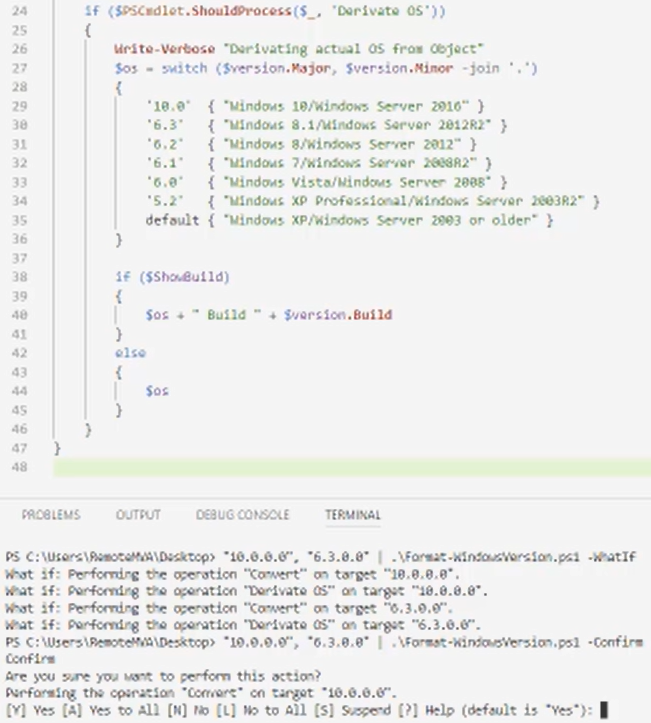 24 if ($PSCmdlet.ShouldProcess($_, 'Derivate OS'))
25 {
26 Write-Verbose "Derivating actual OS from Object"
27 $os = switch ($version.Major, $version.Minor -join '.')
28 {
29 '10.0' { "Windows 10/Windows Server 2016" }
30 '6.3' { "Windows 8.1/Windows Server 2012R2" }
31 '6.2' { "Windows 8/Windows Server 2012" }
32 '6.1' { "Windows 7/Windows Server 2008R2" }
33 '6.0' { "Windows Vista/Windows Server 2008" }
34 '5.2' { "Windows XP Professional/Windows Server 2003R2" }
35 default { "Windows XP/Windows Server 2003 or older" }
36 }
37
38 if ($ShowBuild)
39 {
40 $os + " Build " + $version.Build
41 }
42 else
43 {
44 $os
45 }
46 }
47 }
48
PROBLEMS OUTPUT DEBUG CONSOLE TERMINAL
PS C:\Users\RemoteMVA\Desktop> "10.0.0.0", "6.3.0.0" | .\Format-WindowsVersion.ps1 -WhatIf
What if: Performing the operation "Convert" on target "10.0.0.0".
What if: Performing the operation "Derivate OS" on target "10.0.0.0".
What if: Performing the operation "Convert" on target "6.3.0.0".
What if: Performing the operation "Derivate OS" on target "6.3.0.0".
PS C:\Users\RemoteMVA\Desktop> "10.0.0.0", "6.3.0.0" | .\Format-WindowsVersion.ps1 -Confirm
Confirm
Are you sure you want to perform this action?
Performing the operation "Convert" on target "10.0.0.0".
[Y] Yes [A] Yes to All [N] No [L] No to All [S] Suspend [?] Help (default is "Yes"):